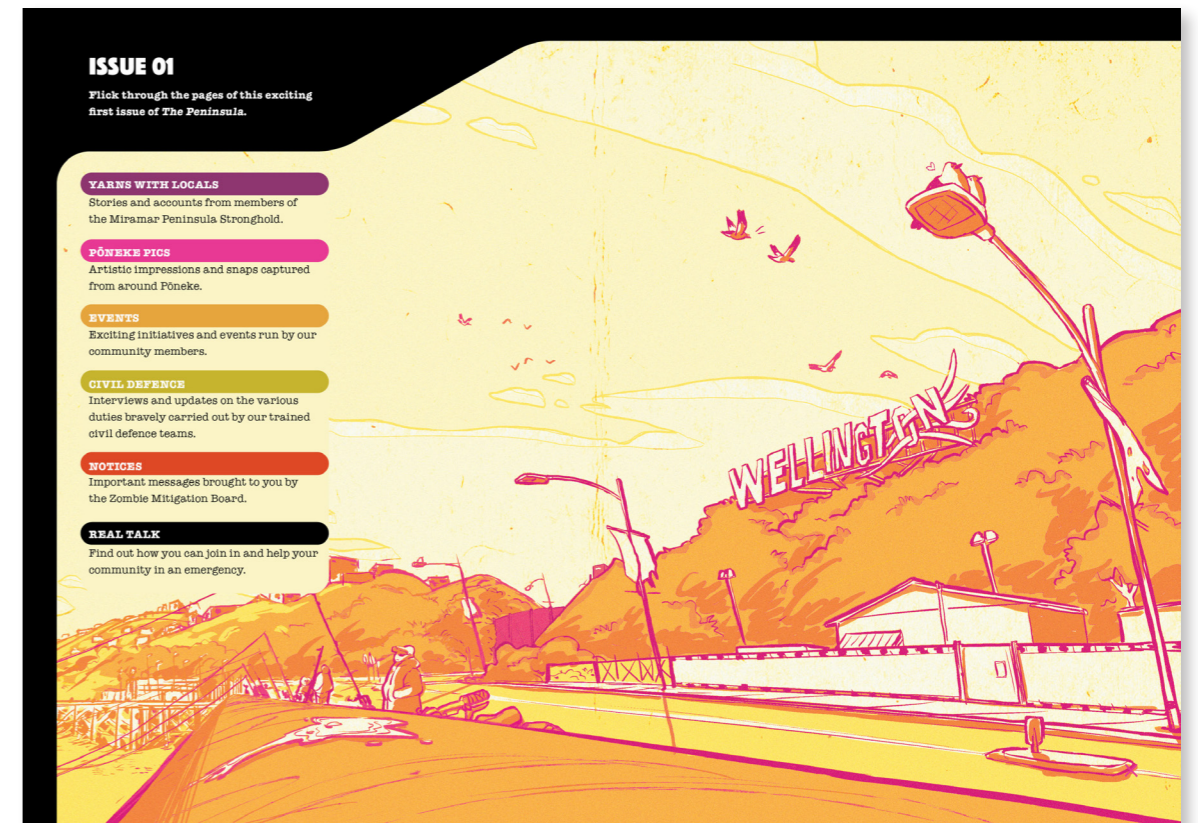 ISSUE 01
Flick through the pages of this exciting
first issue of The Peninsula.
YARNS WITH LOCALS
Stories and accounts from members of
the Miramar Peninsula Stronghold.
PŌNEKE PICS
Artistic impressions and snaps captured
from around Pōneke.
EVENTS
Exciting initiatives and events run by our
community members.
CIVIL DEFENCE
Interviews and updates on the various
duties bravely carried out by our trained
civil defence teams.
NOTICES
Important messages brought to you by
the Zombie Mitigation Board.
REAL TALK
Find out how you can join in and help your
community in an emergency.
WELLINGTON